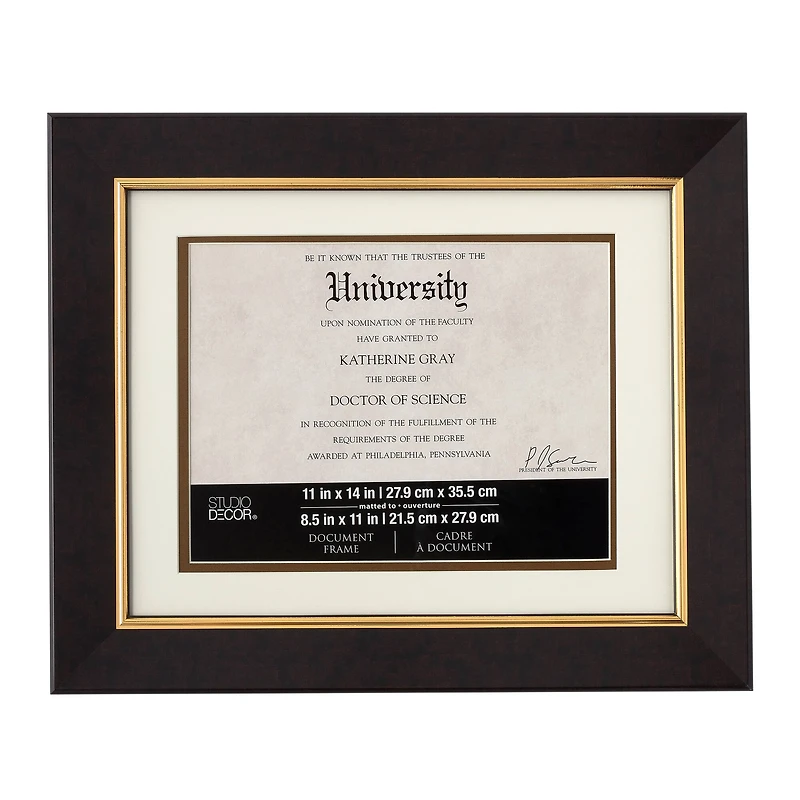 BE IT KNOWN THAT THE TRUSTEES OF THE
University
UPON NOMINATION OF THE FACULTY
HAVE GRANTED TO
KATHERINE GRAY
THE DEGREE OF
DOCTOR OF SCIENCE
IN RECOGNITION OF THE FULFILLMENT OF THE
REQUIREMENTS OF THE DEGREE
AWARDED AT PHILADELPHIA, PENNSYLVANIA
PRESIDENT OF THE UNIVERSITY
STUDIO
DECOR®
11 in x 14 in | 27.9 cm x 35.5 cm
matted to • ouverture
8.5 in x 11 in | 21.5 cm x 27.9 cm
DOCUMENT
FRAME
CADRE
À DOCUMENT